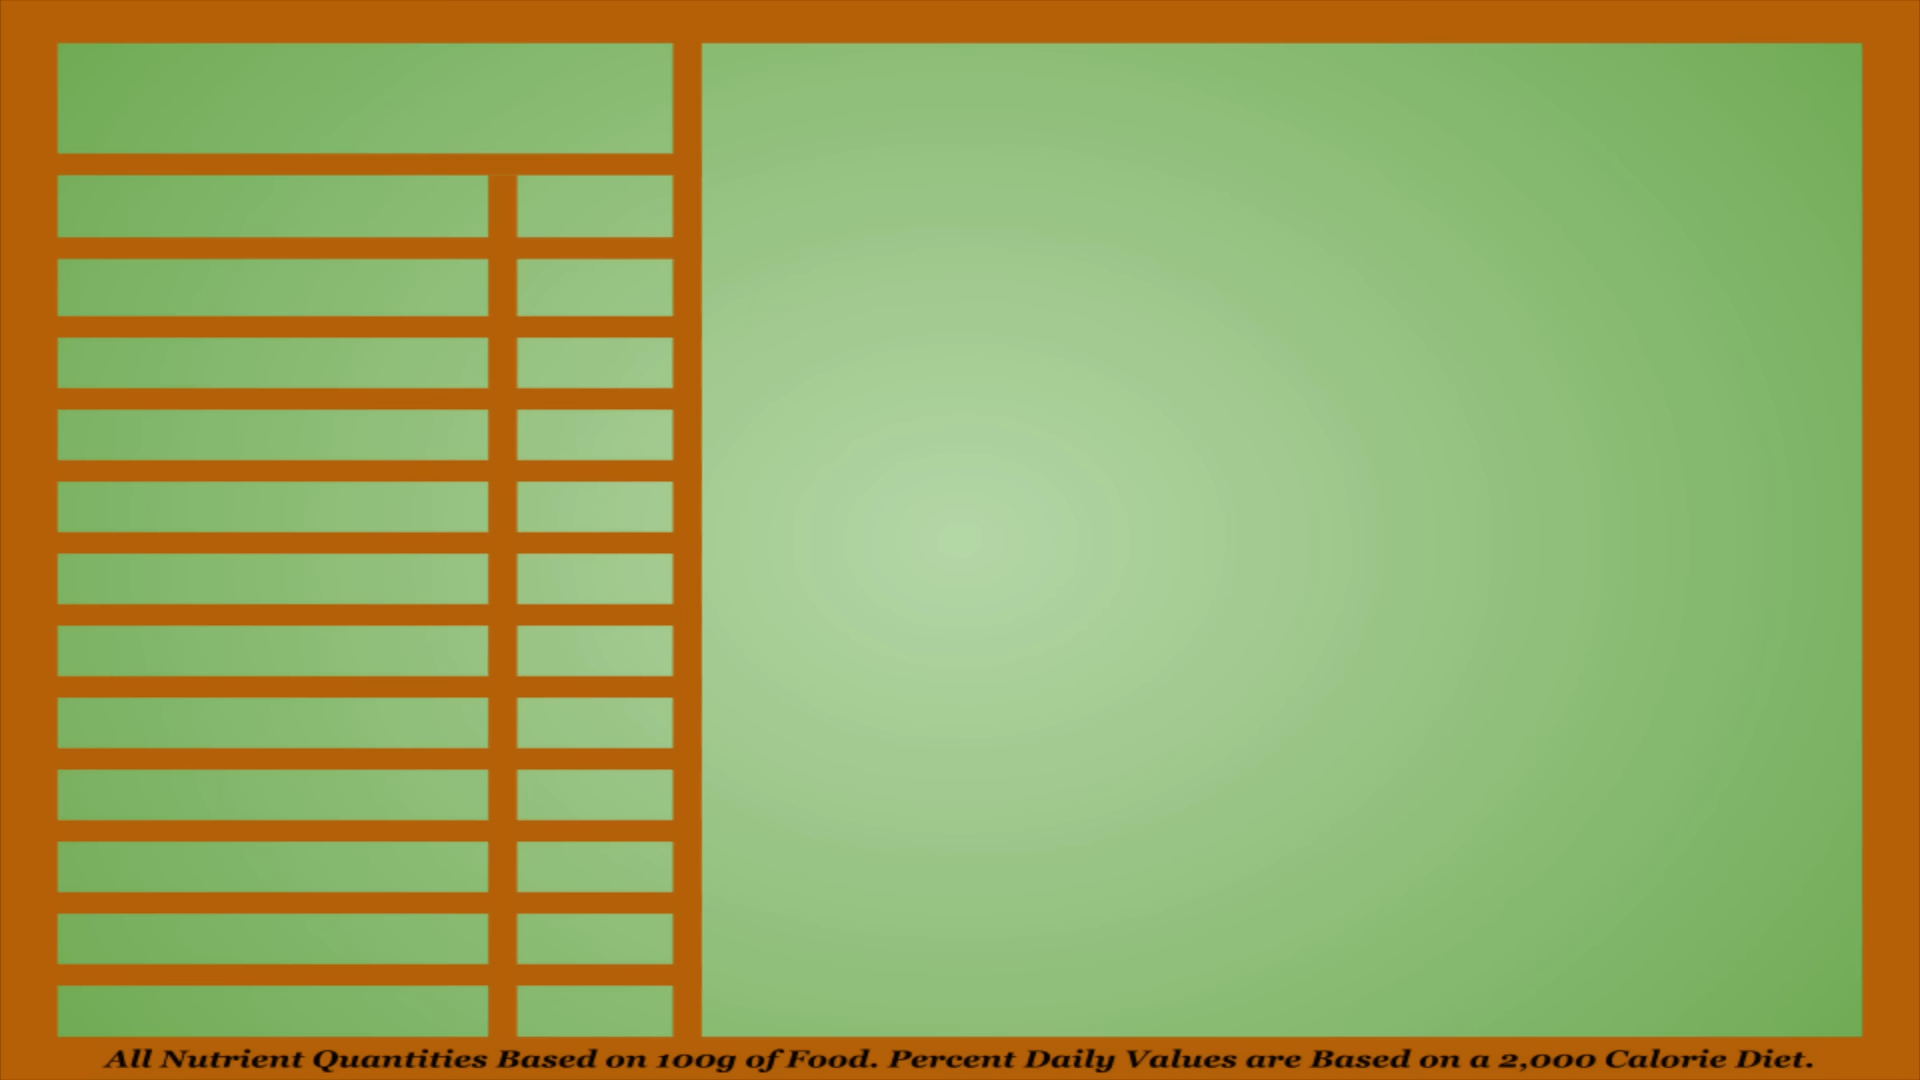 All Nutrient Quantities Based on 100g of Food. Percent Daily Values are Based on a 2,000 Calorie Diet.